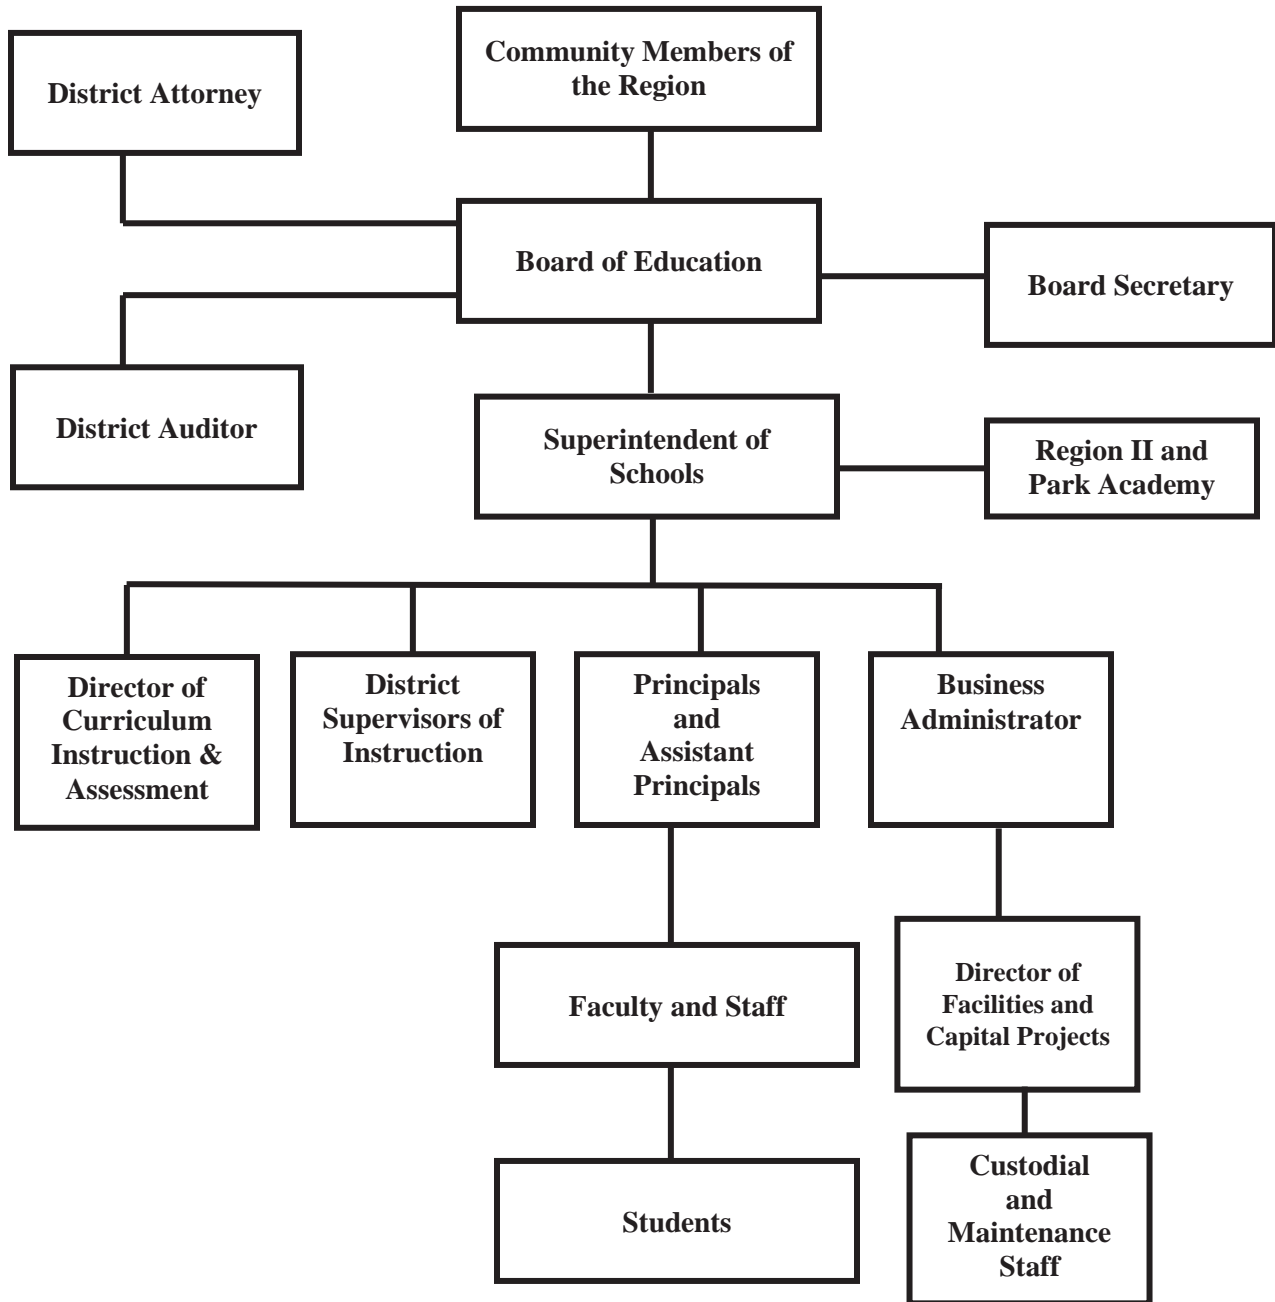 Community Members of
the Region
District Attorney
Board of Education
Board Secretary
District Auditor
Superintendent of
Schools
Region II and
Park Academy
Director of
Curriculum
Instruction &
Assessment
District
Supervisors of
Instruction
Principals
and
Assistant
Principals
Business
Administrator
Faculty and Staff
Director of
Facilities and
Capital Projects
Students
Custodial
and
Maintenance
Staff